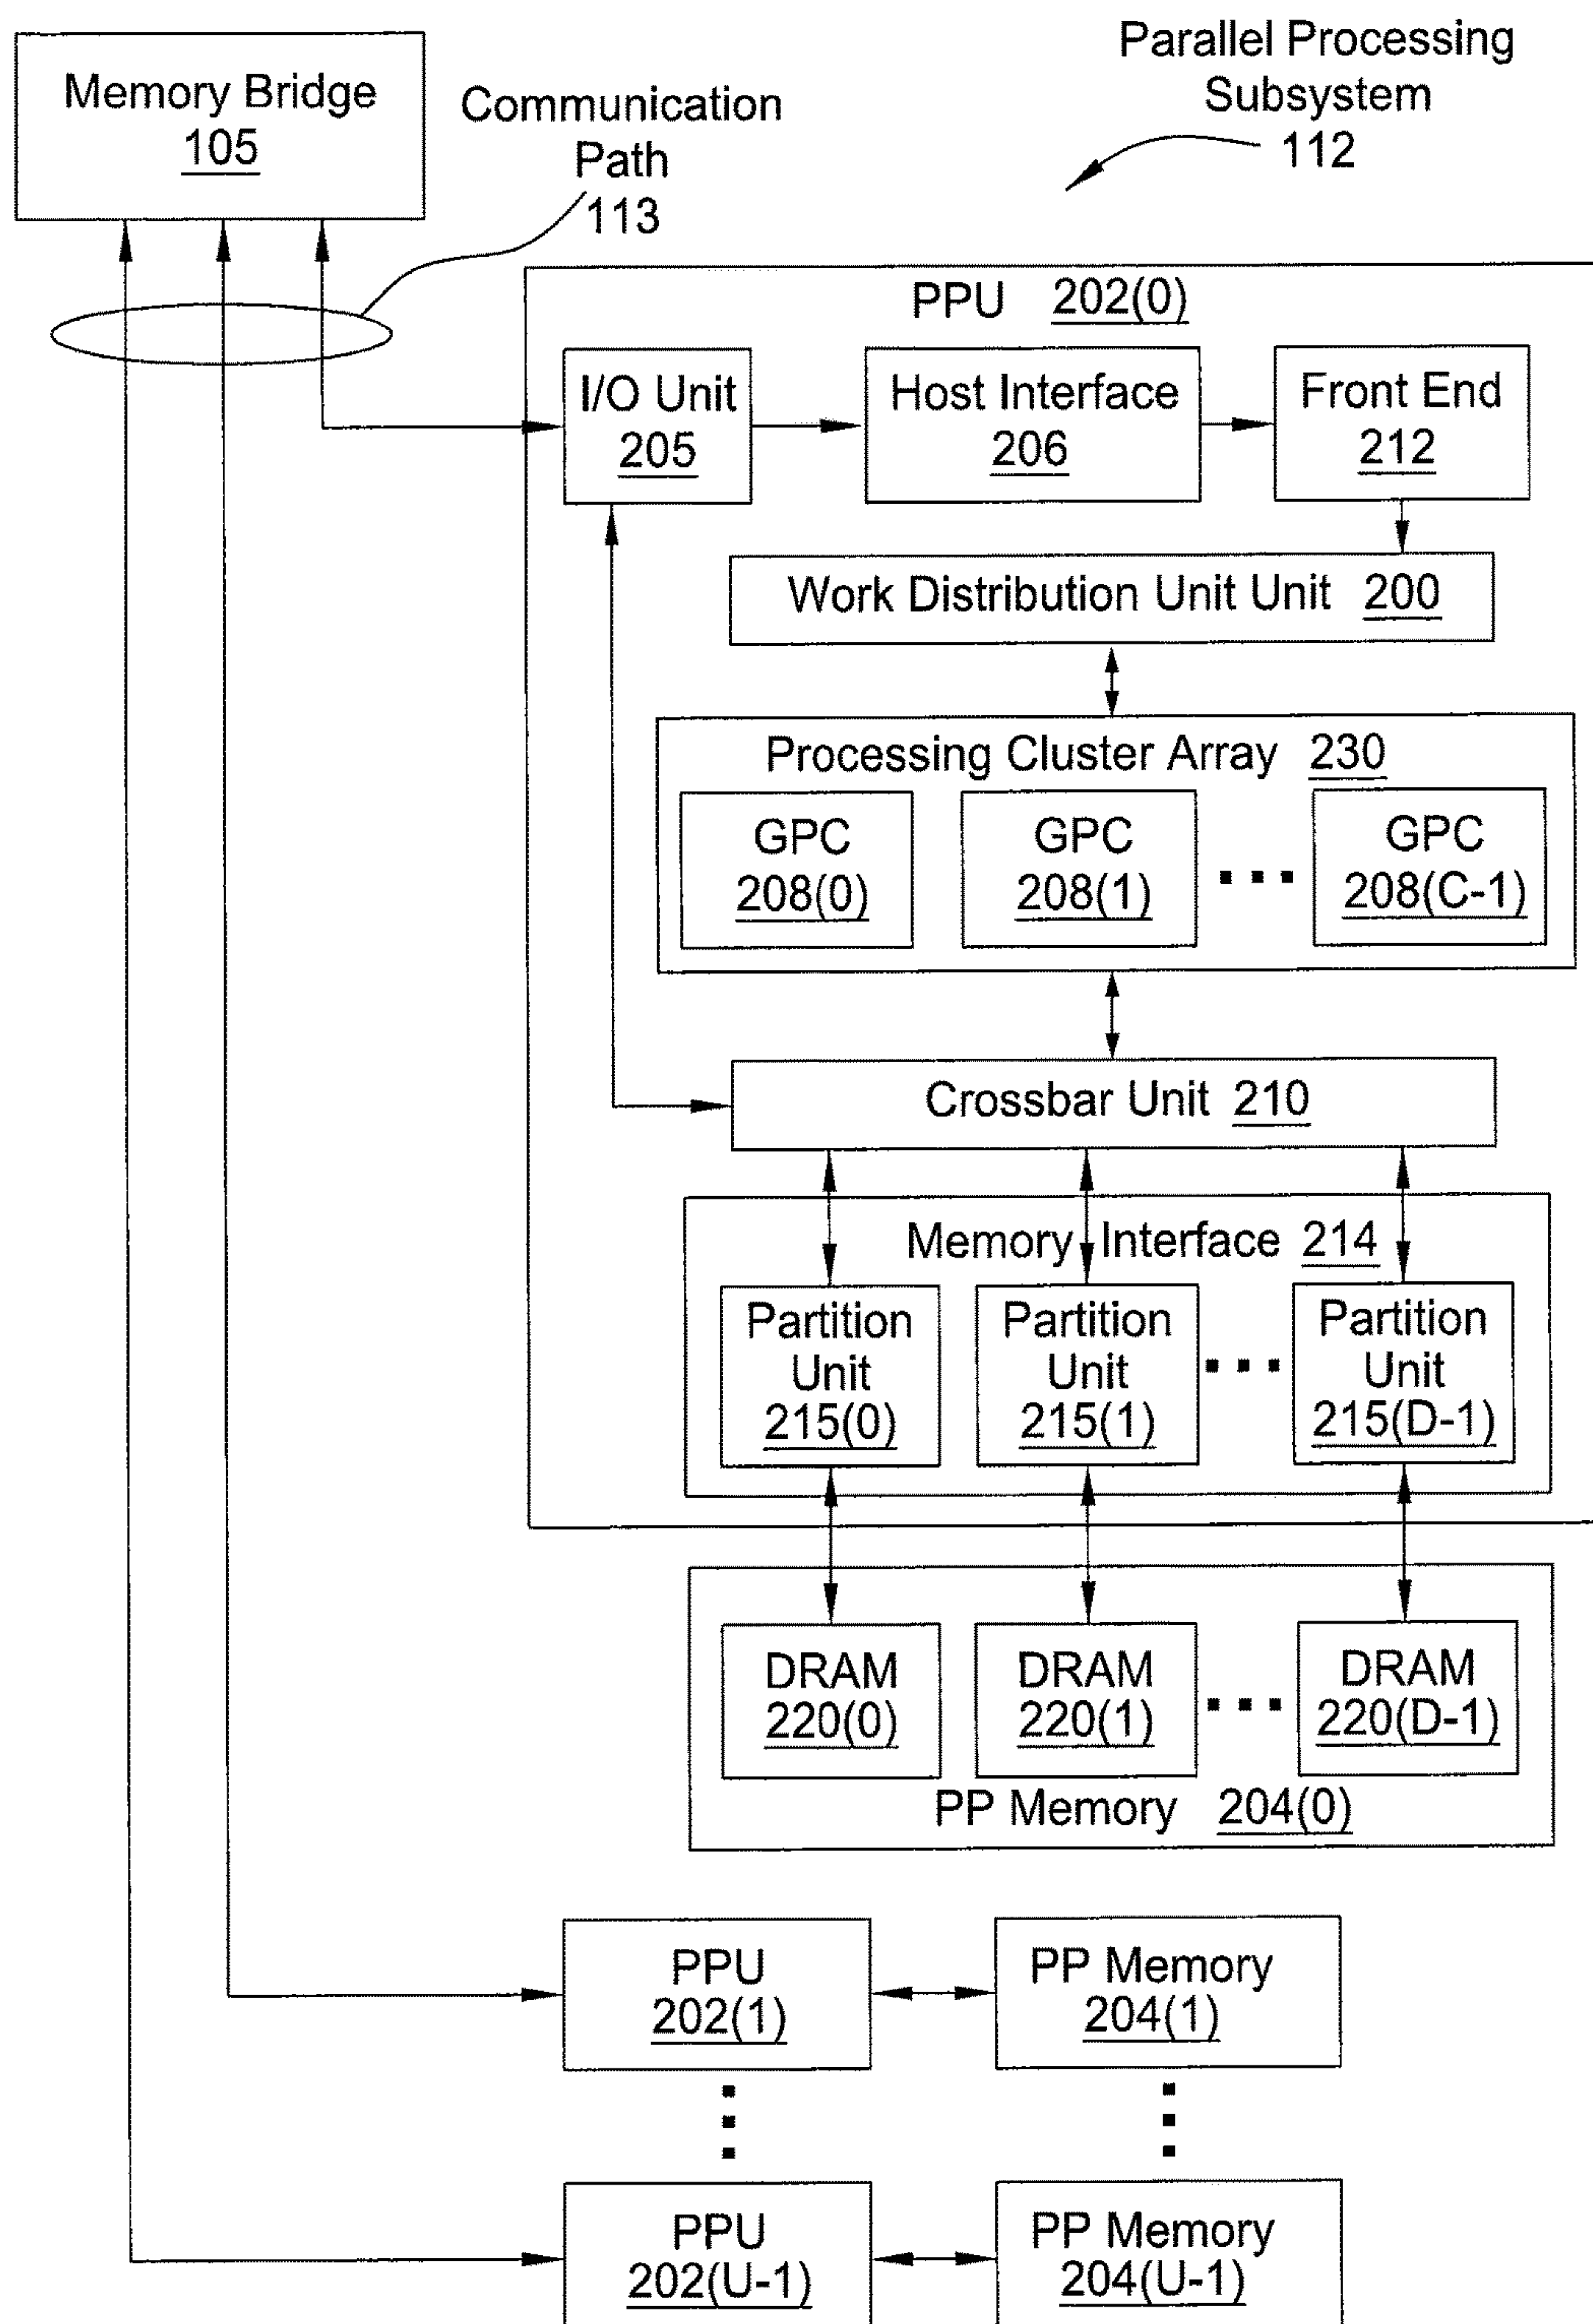 Parallel Processing
Subsystem
112
Memory Bridge
105
Communication
Path
113
PPU 202(0)
I/O Unit
205
Host Interface
206
Front End
212
Work Distribution Unit Unit 200
Processing Cluster Array 230
GPC
208(0)
GPC
208(1)
GPC
208(C-1)
Crossbar Unit 210
Memory Interface 214
Partition
Unit
215(0)
Partition
Unit
215(1)
Partition
Unit
215(D-1)
DRAM
220(0)
DRAM
220(1)
DRAM
220(D-1)
PP Memory 204(0)
PPU
202(1)
PP Memory
204(1)
PPU
202(U-1)
PP Memory
204(U-1)